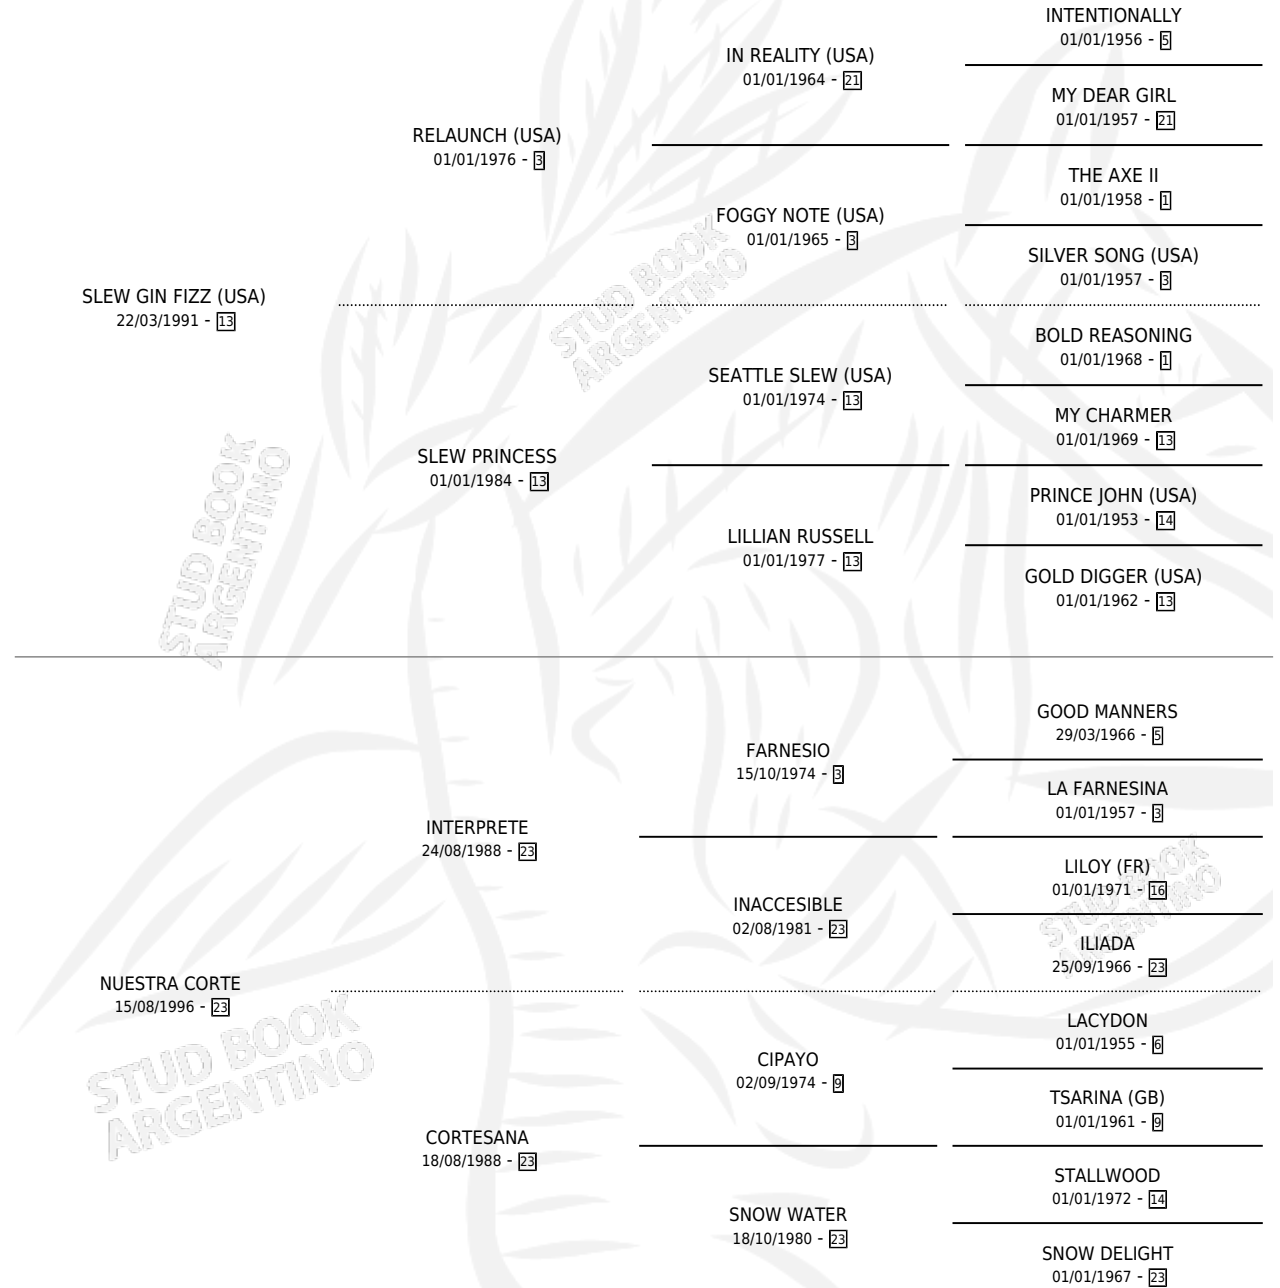 INTENTIONALLY
01/01/1956 - 5
IN REALITY (USA)
01/01/1964 - 21
MY DEAR GIRL
01/01/1957 - 21
RELAUNCH (USA)
01/01/1976 - 3
THE AXE II
01/01/1958 - 1
FOGGY NOTE (USA)
01/01/1965 - 3
SILVER SONG (USA)
01/01/1957 - 3
SLEW GIN FIZZ (USA)
22/03/1991 - 13
BOLD REASONING
01/01/1968 - 1
SEATTLE SLEW (USA)
01/01/1974 - 13
MY CHARMER
01/01/1969 - 13
SLEW PRINCESS
01/01/1984 - 13
PRINCE JOHN (USA)
01/01/1953 - 14
LILLIAN RUSSELL
01/01/1977 - 13
GOLD DIGGER (USA)
01/01/1962 - 13
GOOD MANNERS
29/03/1966 - 5
FARNESIO
15/10/1974 - 3
LA FARNESINA
01/01/1957 - 3
INTERPRETE
24/08/1988 - 23
LILOY (FR)
01/01/1971 - 16
INACCESIBLE
02/08/1981 - 23
ILIADA
25/09/1966 - 23
NUESTRA CORTE
15/08/1996 - 23
LACYDON
01/01/1955 - 6
CIPAYO
02/09/1974 - 9
TSARINA (GB)
01/01/1961 - 9
CORTESANA
18/08/1988 - 23
STALLWOOD
01/01/1972 - 14
SNOW WATER
18/10/1980 - 23
SNOW DELIGHT
01/01/1967 - 23
STUD BOOK
ARGENTINO
STUD BOOK
ARGENTINO
STUD BOOK
ARGENTINO
STUD BOOK
ARGENTINO